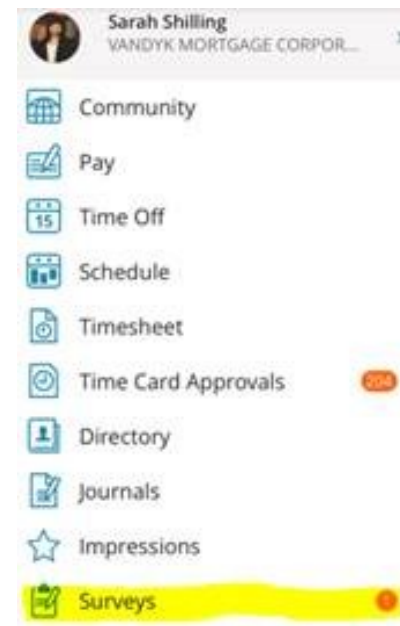 Sarah Shilling
VANDYK MORTGAGE CORPOR...
Community
Pay
15
Time Off
Schedule
Timesheet
Time Card Approvals
204
Directory
Journals
Impressions
Surveys